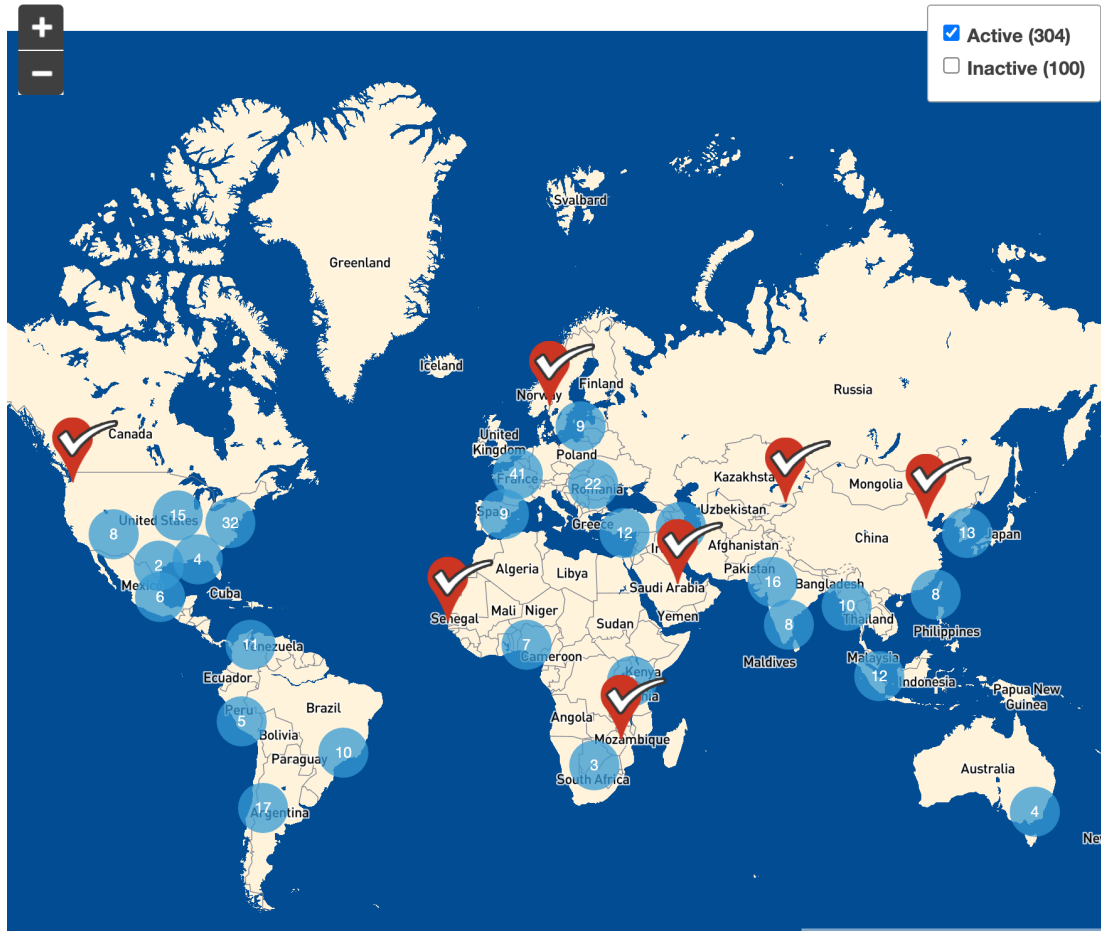 +
−
Active (304)
Inactive (100)
Svalbard
Greenland
Iceland
Finland
Russia
Norway
9
Canada
United
Kingdom
Poland
41
France
22
Romania
Kazakhsta
Mongolia
Spa
9
Uzbekistan
15
United States
32
8
Greece
12
13
Japan
China
Afghanistan
4
2
Algeria
Libya
Pakistan
16
Bangladesh
Mexic
6
Cuba
Saudi Arabia
8
10
Thailand
Mali
Niger
Senegal
Sudan
Yemen
8
Philippines
11
7
Cameroon
Maldives
Malaysia
Ecuador
Kenya
12
Indonesia
Papua New
Guinea
Peru
5
Brazil
Angola
Bolivia
Mozambique
10
Paraguay
3
South Africa
Australia
17
Argentina
4
Ne